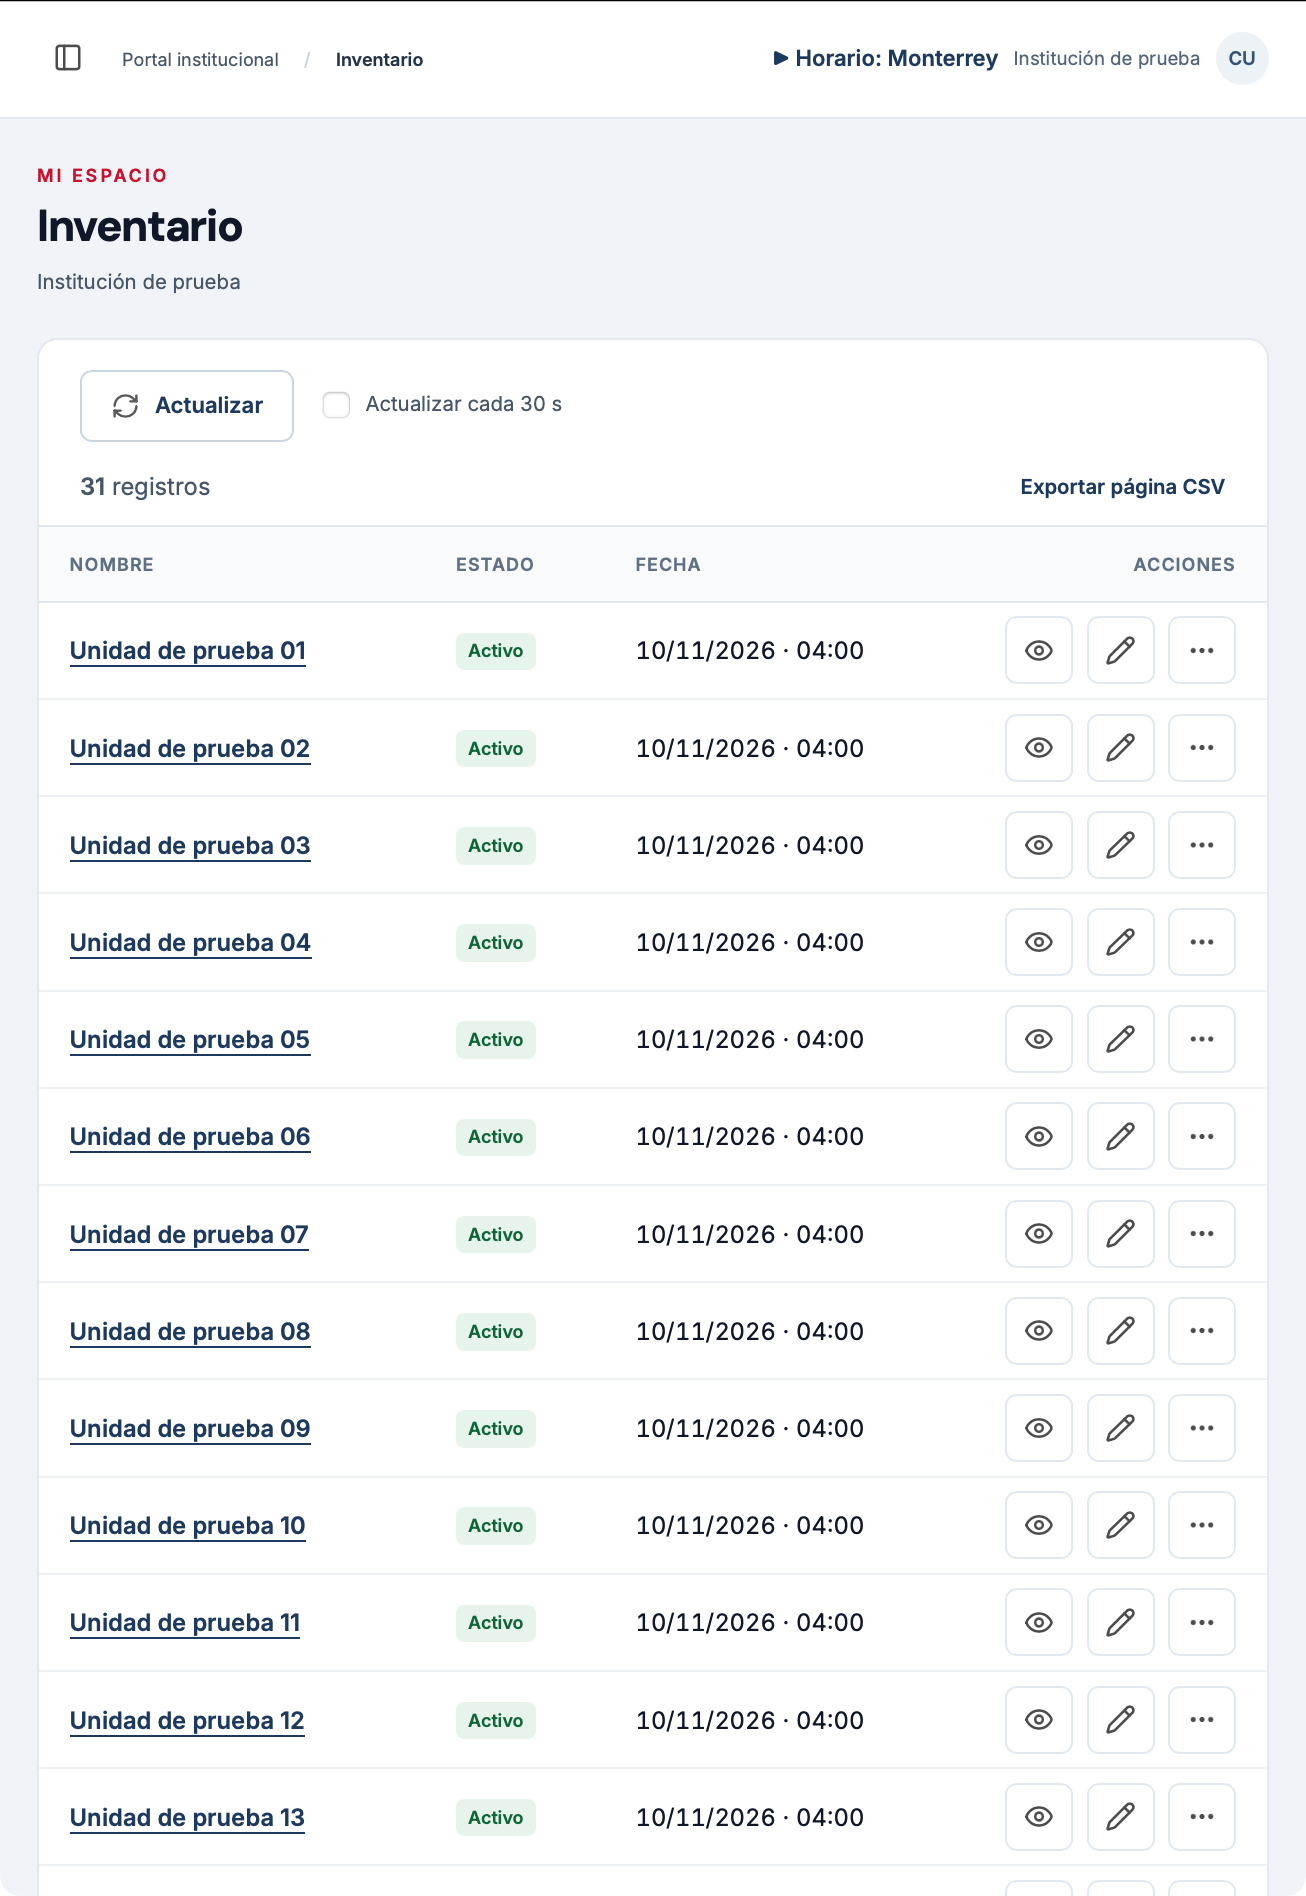 Portal institucional / Inventario
Horario: Monterrey Institución de prueba CU
MI ESPACIO
Inventario
Institución de prueba
Actualizar Actualizar cada 30 s
31 registros Exportar página CSV
NOMBRE ESTADO FECHA ACCIONES
Unidad de prueba 01 Activo 10/11/2026 · 04:00
Unidad de prueba 02 Activo 10/11/2026 · 04:00
Unidad de prueba 03 Activo 10/11/2026 · 04:00
Unidad de prueba 04 Activo 10/11/2026 · 04:00
Unidad de prueba 05 Activo 10/11/2026 · 04:00
Unidad de prueba 06 Activo 10/11/2026 · 04:00
Unidad de prueba 07 Activo 10/11/2026 · 04:00
Unidad de prueba 08 Activo 10/11/2026 · 04:00
Unidad de prueba 09 Activo 10/11/2026 · 04:00
Unidad de prueba 10 Activo 10/11/2026 · 04:00
Unidad de prueba 11 Activo 10/11/2026 · 04:00
Unidad de prueba 12 Activo 10/11/2026 · 04:00
Unidad de prueba 13 Activo 10/11/2026 · 04:00